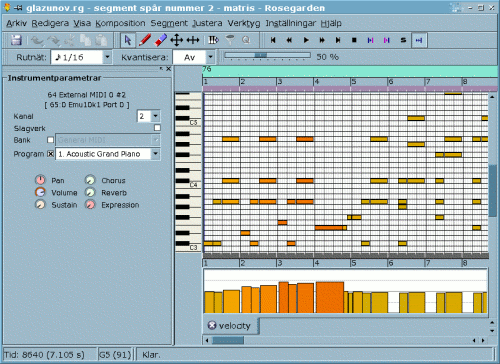 glazunov.rg - segment spår nummer 2 - matris - Rosegarden
Arkiv Redigera Visa Komposition Segment Justera Verktyg Inställningar Hjälp
Rutnät: 1/16 Kvantisera: Av 50 %
Instrumentparametrar
76
64 External MIDI 0 #2
[ 65:0 Emu10k1 Port 0 ]
Kanal 2
Slagverk
Bank General MIDI
Program 1. Acoustic Grand Piano
Pan Chorus
Volume Reverb
Sustain Expression
1 2 3 4 5 6 7 8
C5
C4
C3
1 2 3 4 5 6 7 8
velocity
Tid: 8640 (7.105 s) G5 (91) Klar.